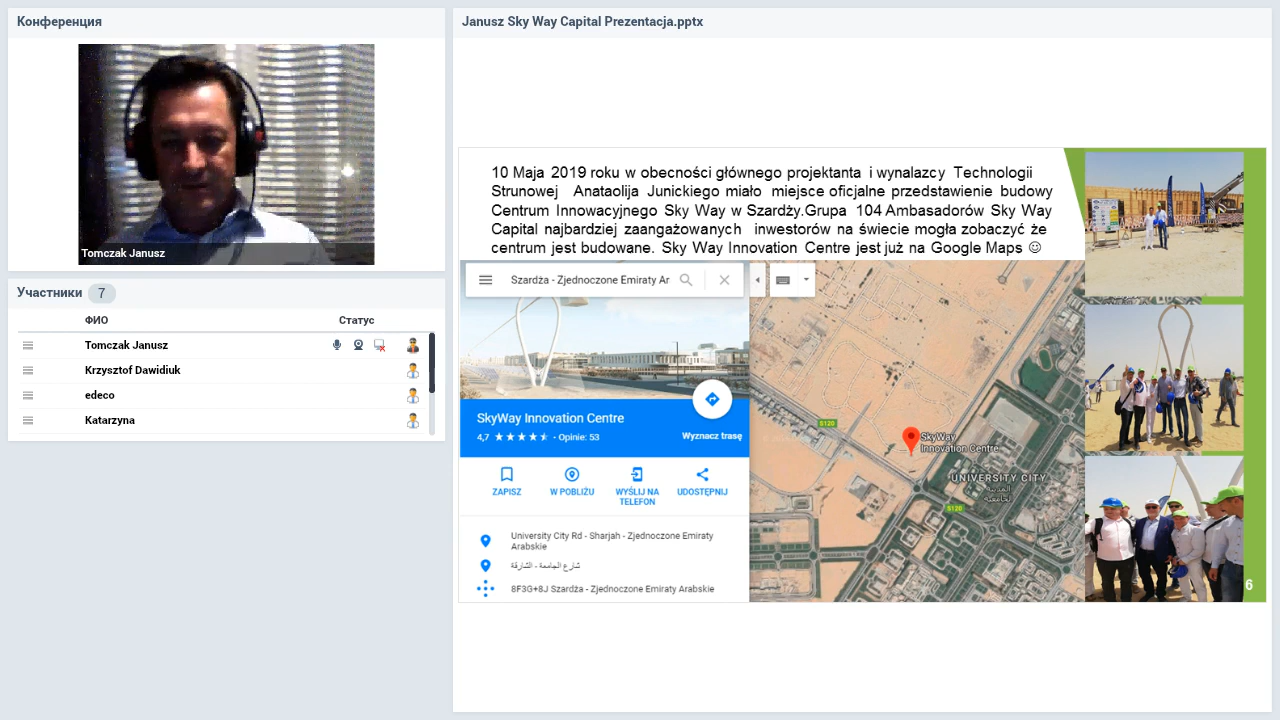 Конференция
Tomczak Janusz
Участники 7
ФИО Статус
Tomczak Janusz
Krzysztof Dawidiuk
edeco
Katarzyna
Janusz Sky Way Capital Prezentacja.pptx
10 Maja 2019 roku w obecności głównego projektanta i wynalazcy Technologii
Strunowej Anataolija Junickiego miało miejsce oficjalne przedstawienie budowy
Centrum Innowacyjnego Sky Way w Szardży.Grupa 104 Ambasadorów Sky Way
Capital najbardziej zaangażowanych inwestorów na świecie mogła zobaczyć że
centrum jest budowane. Sky Way Innovation Centre jest już na Google Maps ☺
Szardża - Zjednoczone Emiraty Ar
SkyWay Innovation Centre
4,7 ★★★★★ - Opinie: 53
Wyznacz trasę
ZAPISZ
W POBLIŻU
WYŚLIJ NA
TELEFON
UDOSTĘPNIJ
University City Rd - Sharjah - Zjednoczone Emiraty
Arabskie
شارع الجامعة - الشارقة
8F3G+8J Szardża - Zjednoczone Emiraty Arabskie
S120
SkyWay
Innovation Centre
UNIVERSITY CITY
المدينة
الجامعية
S120
6